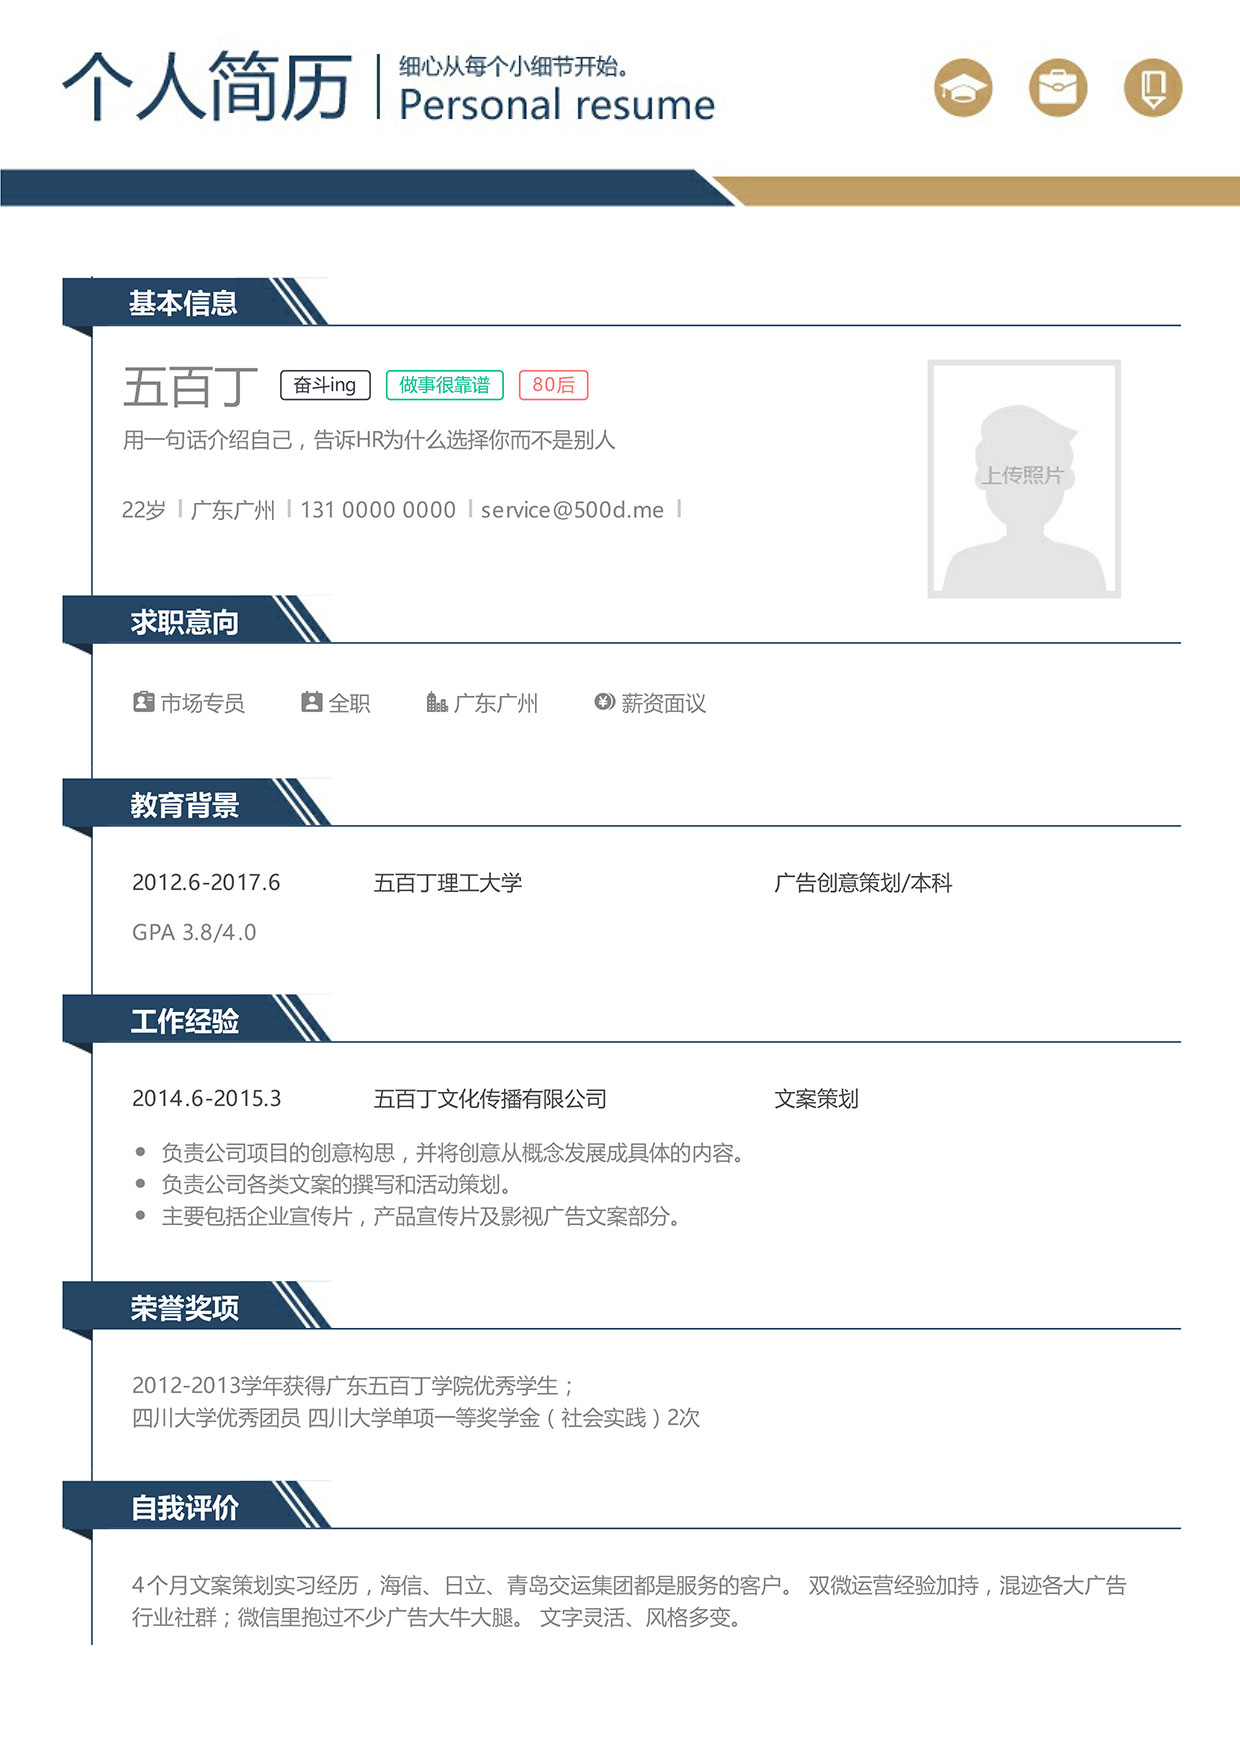 个人简历
细心从每个小细节开始。
Personal resume
基本信息
五百丁 奋斗ing 做事很靠谱 80后
用一句话介绍自己，告诉HR为什么选择你而不是别人
上传照片
22岁 广东广州 131 0000 0000 service@500d.me
求职意向
市场专员 全职 广东广州 薪资面议
教育背景
2012.6-2017.6 五百丁理工大学 广告创意策划/本科
GPA 3.8/4.0
工作经验
2014.6-2015.3 五百丁文化传播有限公司 文案策划
• 负责公司项目的创意构思，并将创意从概念发展成具体的内容。
• 负责公司各类文案的撰写和活动策划。
• 主要包括企业宣传片，产品宣传片及影视广告文案部分。
荣誉奖项
2012-2013学年获得广东五百丁学院优秀学生；
四川大学优秀团员 四川大学单项一等奖学金（社会实践）2次
自我评价
4个月文案策划实习经历，海信、日立、青岛交运集团都是服务的客户。 双微运营经验加持，混迹各大广告
行业社群；微信里抱过不少广告大牛大腿。 文字灵活、风格多变。